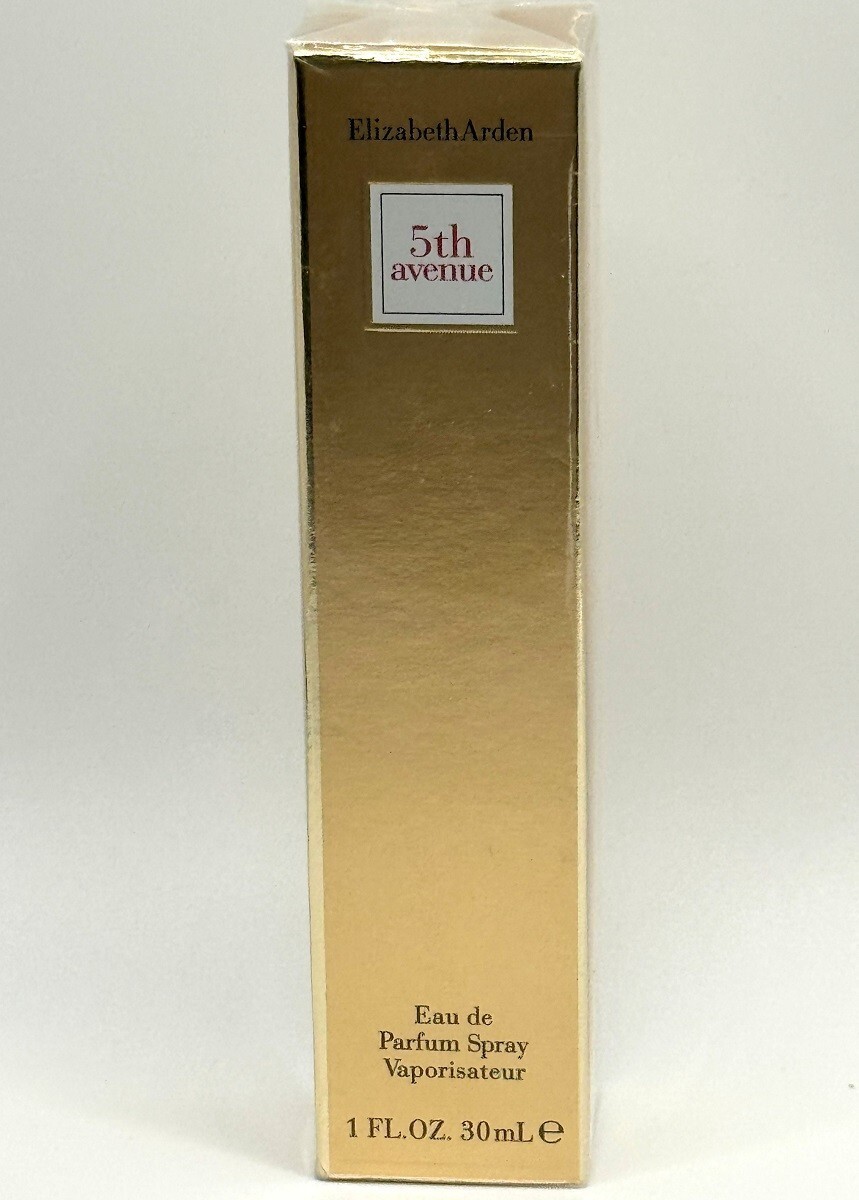 ElizabethArden
5th
avenue
Eau de
Parfum Spray
Vaporisateur
1 FL.OZ. 30mL ℮